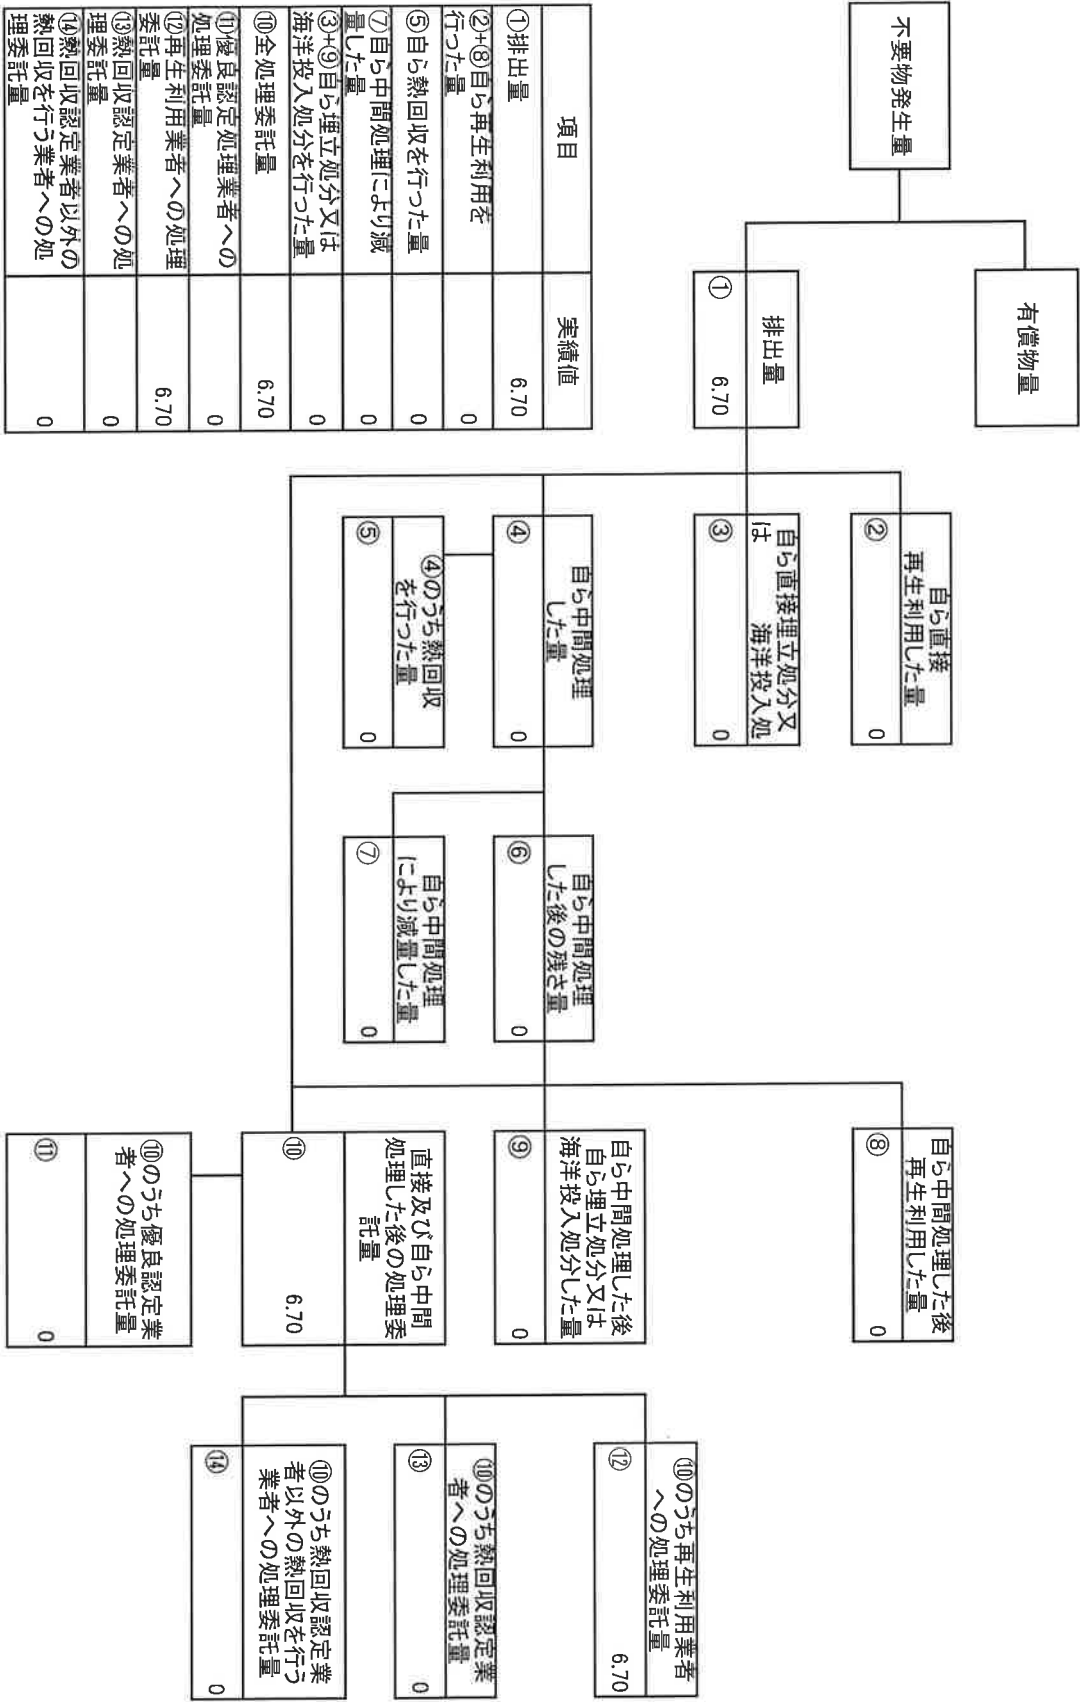 不要物発生量
有償物量
排出量
①
6.70
自ら直接
再生利用した量
②
0
自ら直接埋立処分又
は
海洋投入処
③
0
自ら中間処理
した量
④
0
④のうち熱回収
を行った量
⑤
0
自ら中間処理
した後の残さ量
⑥
0
自ら中間処理
により減量した量
⑦
0
自ら中間処理した後
再生利用した量
⑧
0
自ら中間処理した後
自ら埋立処分又は
海洋投入処分した量
⑨
0
直接及び自ら中間
処理した後の処理委
託量
⑩
6.70
⑩のうち優良認定業
者への処理委託量
⑪
0
⑩のうち再生利用業者
への処理委託量
⑫
6.70
⑩のうち熱回収認定業
者への処理委託量
⑬
0
⑩のうち熱回収認定業
者以外の熱回収を行う
業者への処理委託量
⑭
0
項目 実績値
①排出量 6.70
②+⑧自ら再生利用を
行った量 0
⑤自ら熱回収を行った量 0
⑦自ら中間処理により減
量した量 0
③+⑨自ら埋立処分又は
海洋投入処分を行った量 0
⑩全処理委託量 6.70
⑪優良認定処理業者への
処理委託量 0
⑫再生利用業者への処理
委託量 6.70
⑬熱回収認定業者への処
理委託量 0
⑭熱回収認定業者以外の
熱回収を行う業者への処
理委託量 0